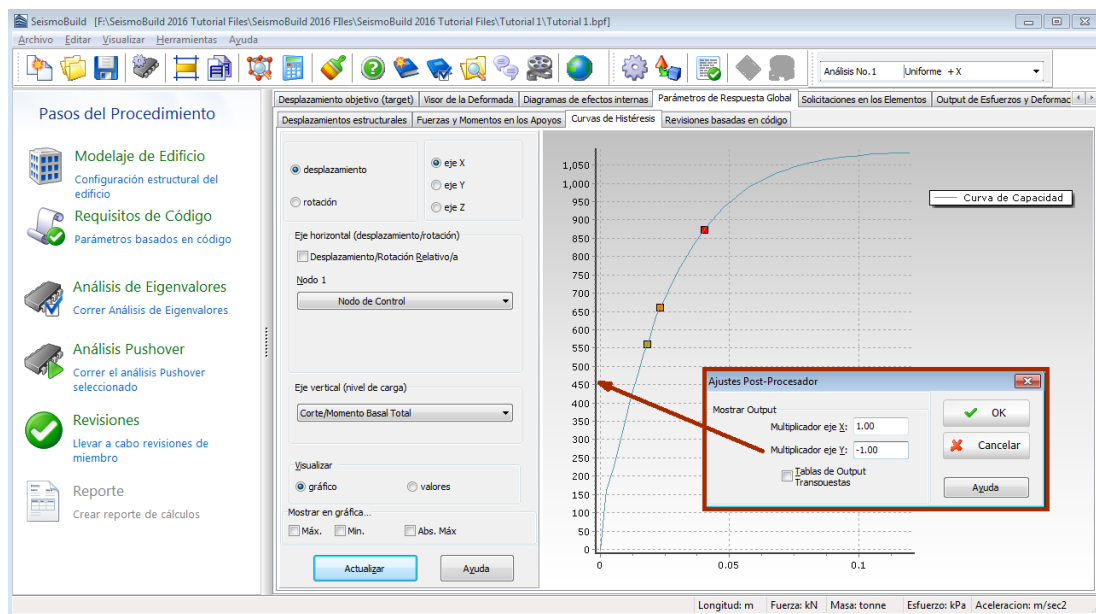 SeismoBuild 2016   [F:\SeismoBuild 2016 Tutorial Files\SeismoBuild 2016 FIles\SeismoBuild 2016 Tutorial Files\Tutorial 1\Tutorial 1.bpf]
Archivo Editar Visualizar Herramientas Ayuda
Análisis No. 1 Uniforme +X
Pasos del Procedimiento
Modelaje de Edificio
Configuración estructural del
edificio
Requisitos de Código
Parámetros basados en código
Análisis de Eigenvalores
Correr Análisis de Eigenvalores
Análisis Pushover
Correr el análisis Pushover
seleccionado
Revisiones
Llevar a cabo revisiones de
miembro
Reporte
Crear reporte de cálculos
Desplazamiento objetivo (target) Visor de la Deformada Diagramas de efectos internas Parámetros de Respuesta Global Solicitaciones en los Elementos Output de Esfuerzos y Deformac
Desplazamientos estructurales Fuerzas y Momentos en los Apoyos Curvas de Histéresis Revisiones basadas en código
desplazamiento
rotación
eje X
eje Y
eje Z
Eje horizontal (desplazamiento/rotación)
Desplazamiento/Rotación Relativo/a
Nodo 1
Nodo de Control
Eje vertical (nivel de carga)
Corte/Momento Basal Total
Visualizar
gráfico valores
Mostrar en gráfica...
Máx. Min. Abs. Máx
Actualizar Ayuda
1,050
1,000
950
900
850
800
750
700
650
600
550
500
450
400
350
300
250
200
150
100
50
0
0 0.05 0.1
Curva de Capacidad
Ajustes Post-Procesador
Mostrar Output
Multiplicador eje X: 1.00
Multiplicador eje Y: -1.00
Tablas de Output
Transpuestas
OK
Cancelar
Ayuda
Longitud: m Fuerza: kN Masa: tonne Esfuerzo: kPa Aceleracion: m/sec2